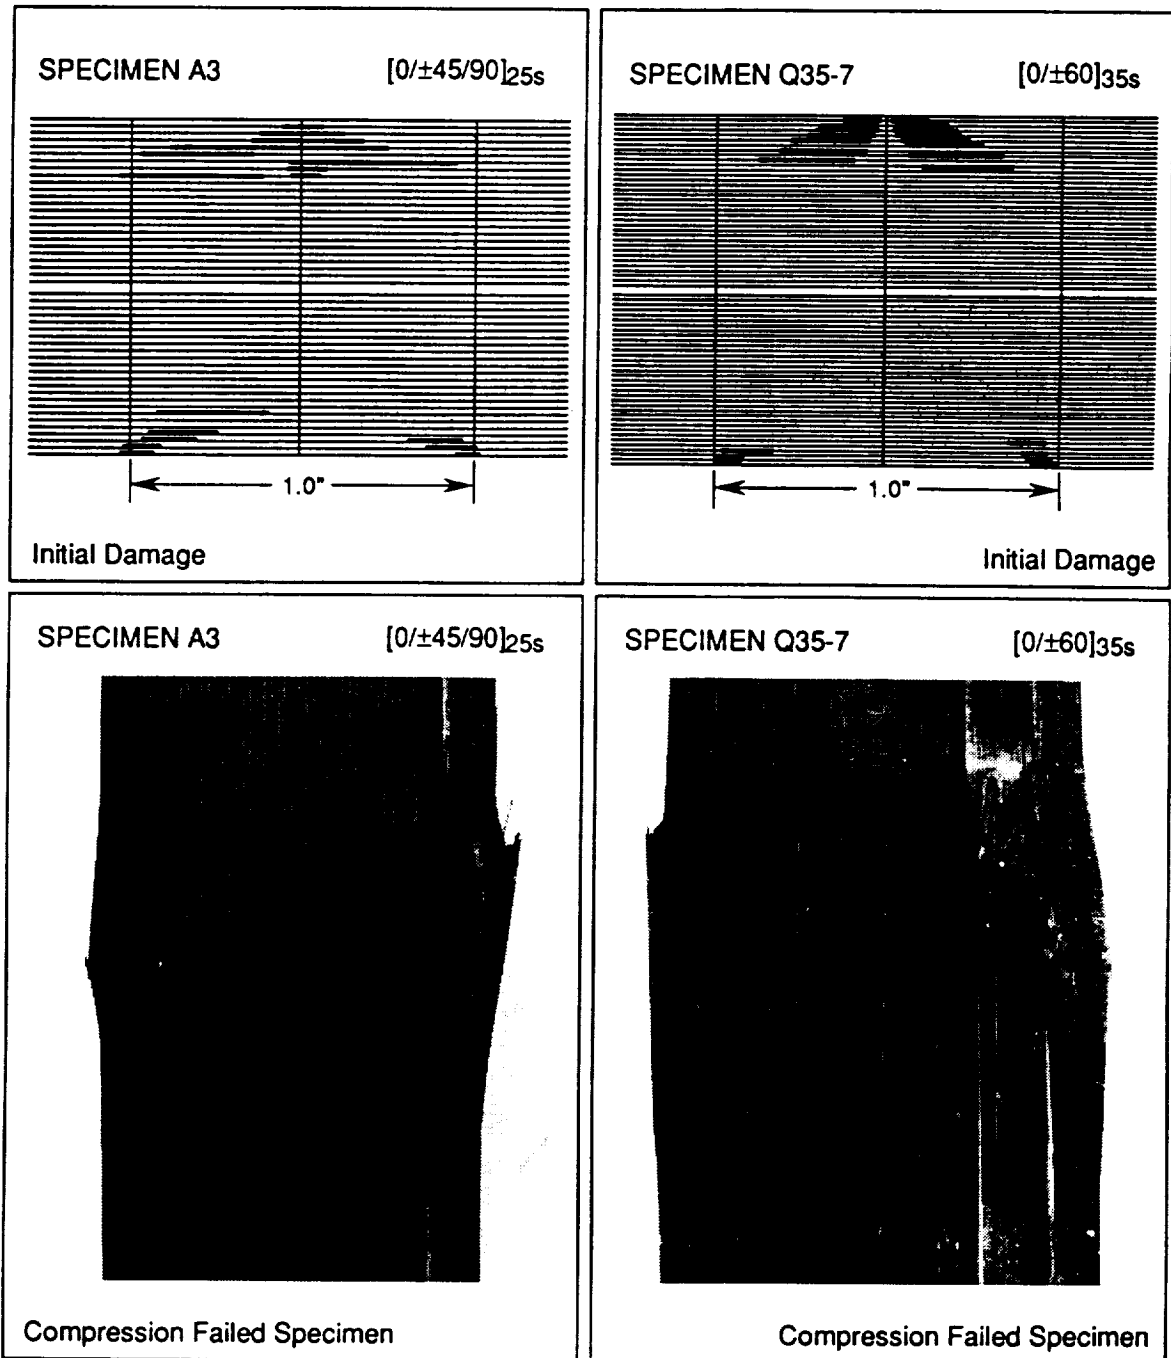 SPECIMEN A3 [0/±45/90]25s
1.0"
Initial Damage
SPECIMEN Q35-7 [0/±60]35s
1.0"
Initial Damage
SPECIMEN A3 [0/±45/90]25s
Compression Failed Specimen
SPECIMEN Q35-7 [0/±60]35s
Compression Failed Specimen